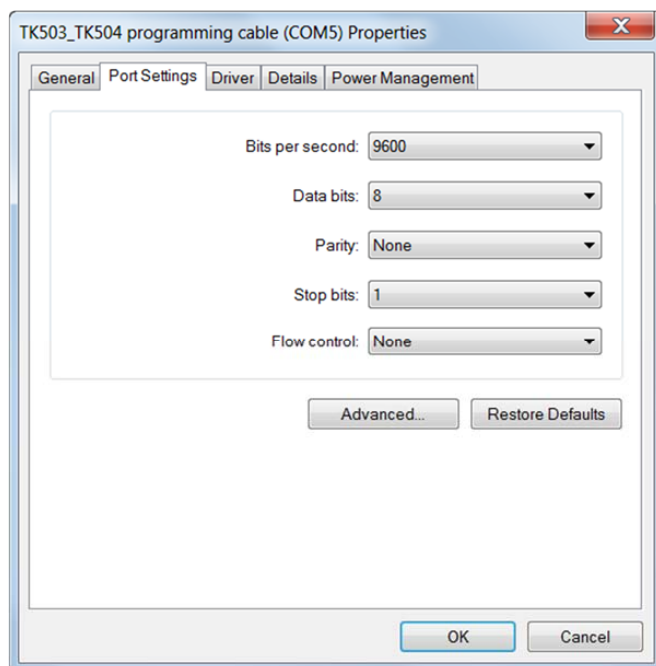 TK503_TK504 programming cable (COM5) Properties
General Port Settings Driver Details Power Management
Bits per second: 9600
Data bits: 8
Parity: None
Stop bits: 1
Flow control: None
Advanced... Restore Defaults
OK Cancel